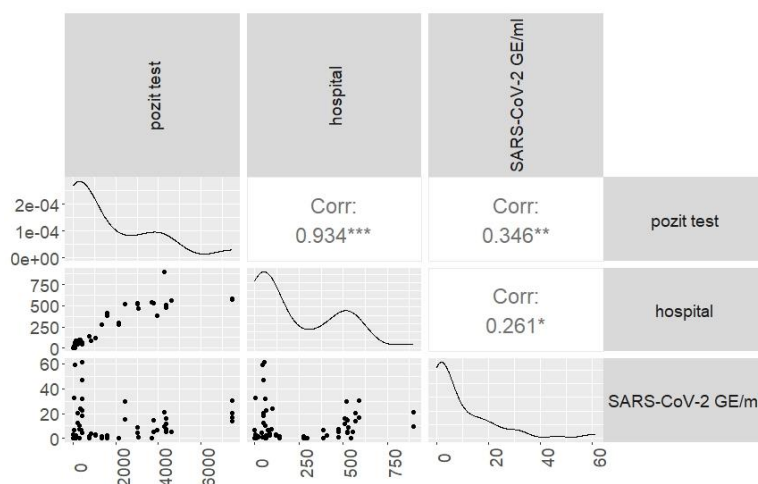 pozit test
hospital
SARS-CoV-2 GE/ml
2e-04
1e-04
0e+00
Corr:
0.934***
Corr:
0.346**
pozit test
750
500
250
0
Corr:
0.261*
hospital
60
40
20
0
SARS-CoV-2 GE/m
0
2000
4000
6000
0
250
500
750
0
20
40
60